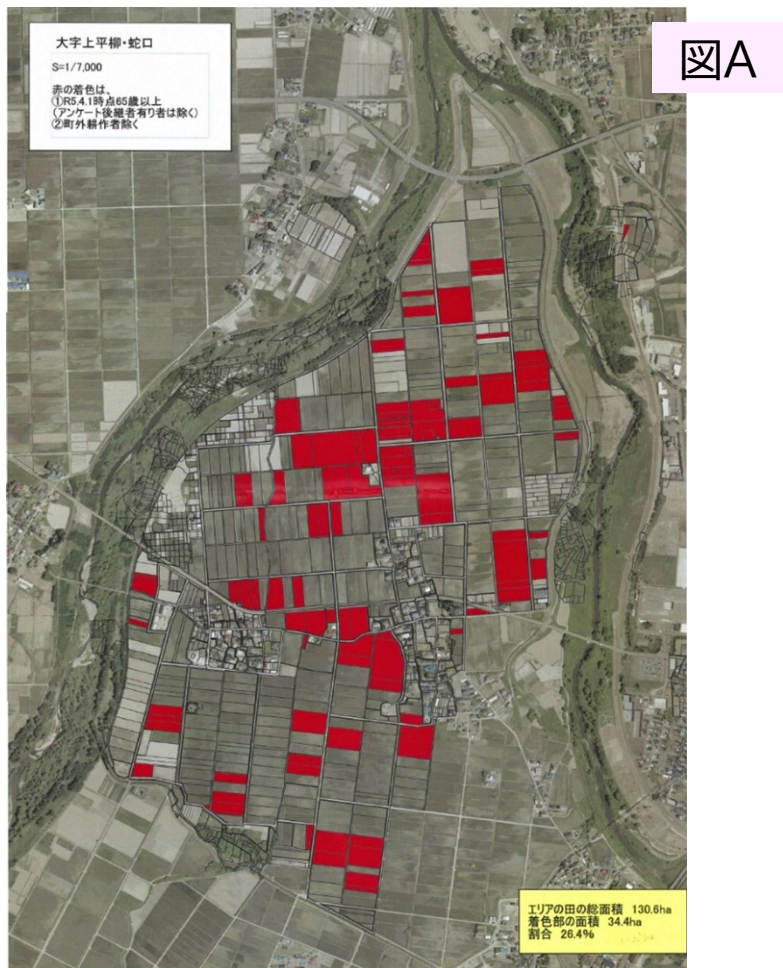 大字上平柳・蛇口
S=1/7,000
赤の着色は、
①R5.4.1時点65歳以上
(アンケート後継者有り者は除く)
②町外耕作者除く
図A
エリアの田の総面積 130.6ha
着色部の面積 34.4ha
割合 26.4%